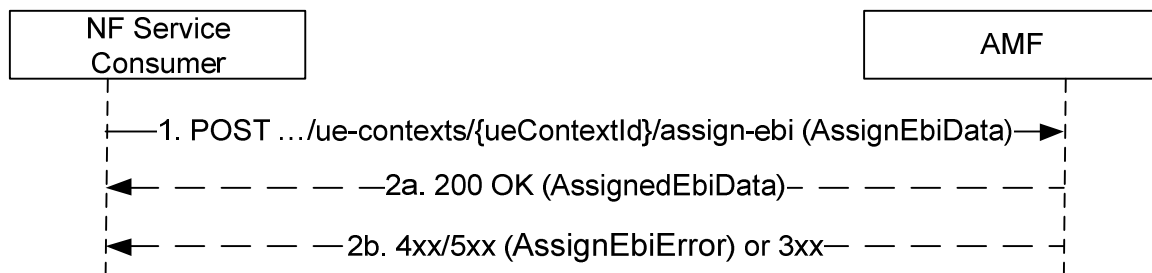 NF Service
Consumer
AMF
1. POST …/ue-contexts/{ueContextId}/assign-ebi (AssignEbiData)
2a. 200 OK (AssignedEbiData)
2b. 4xx/5xx (AssignEbiError) or 3xx